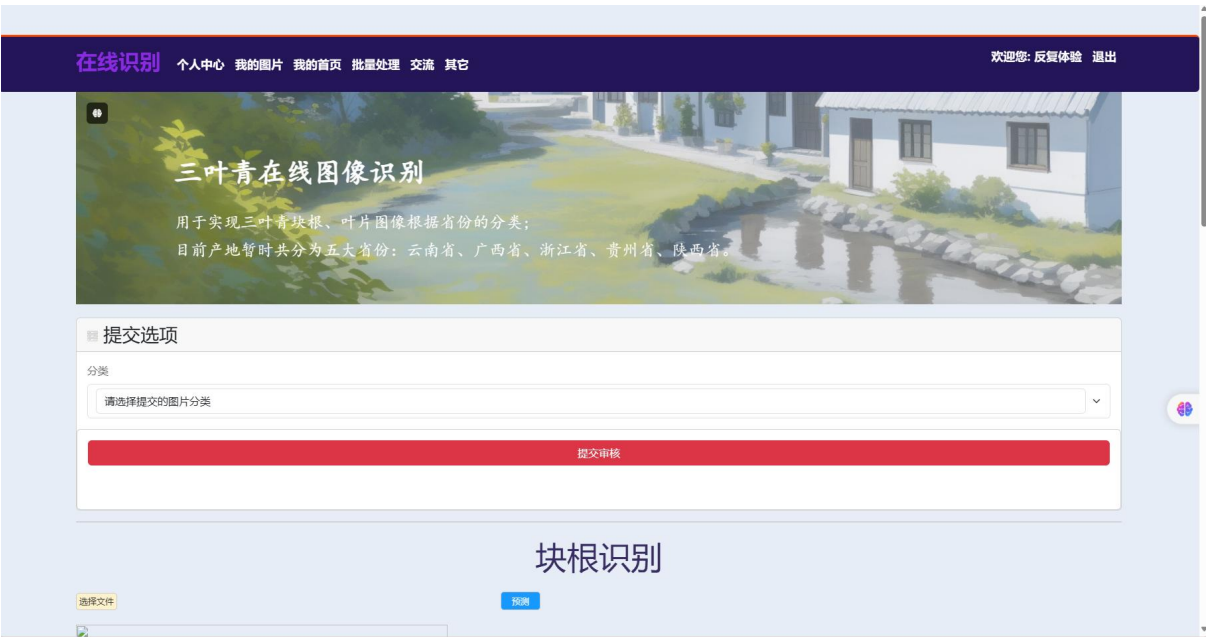 在线识别 个人中心 我的图片 我的首页 批量处理 交流 其它 欢迎您: 反复体验 退出
三叶青在线图像识别
用于实现三叶青块根、叶片图像根据省份的分类;
目前产地暂时共分为五大省份: 云南省、广西省、浙江省、贵州省、陕西省。
提交选项
分类
请选择提交的图片分类
提交审核
块根识别
选择文件 预测